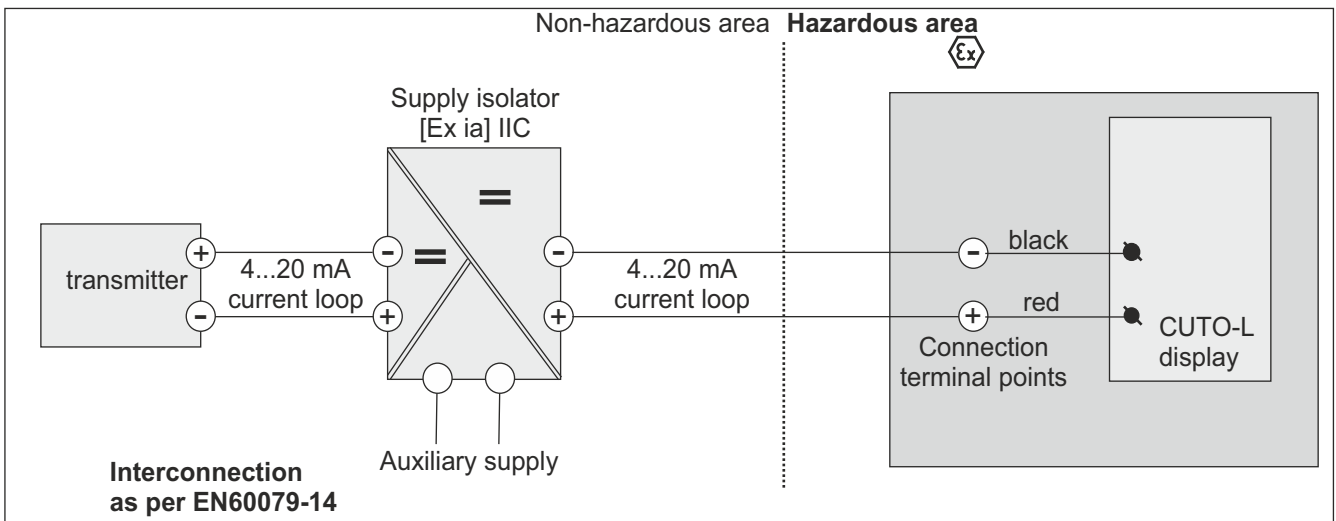 Non-hazardous area Hazardous area
Ex
Supply isolator
[Ex ia] IIC
=
=
transmitter
+
-
4...20 mA
current loop
-
+
-
+
4...20 mA
current loop
-
black
+
red
Connection
terminal points
CUTO-L
display
Auxiliary supply
Interconnection
as per EN60079-14